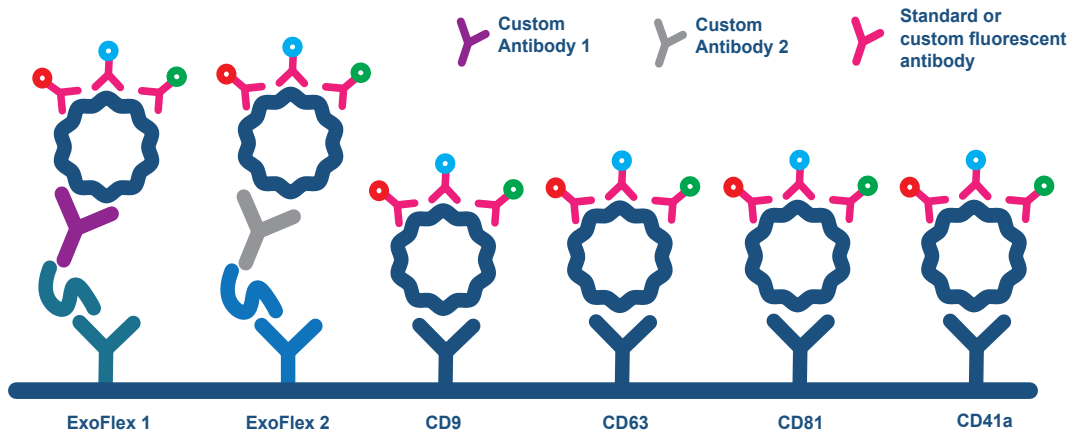 Custom
Antibody 1
Custom
Antibody 2
Standard or
custom fluorescent
antibody
ExoFlex 1
ExoFlex 2
CD9
CD63
CD81
CD41a